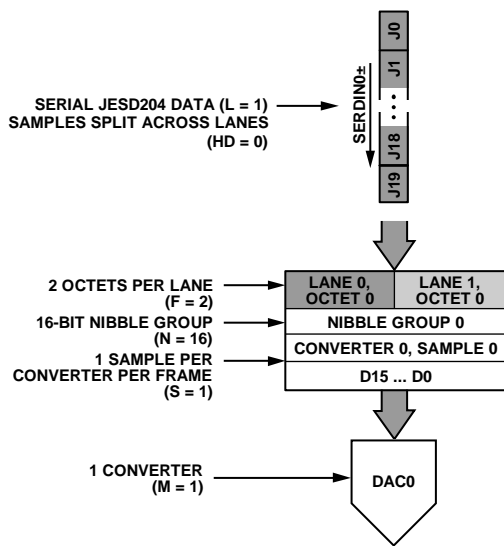 J0
J1
J18
J19
SERDIN0±
SERIAL JESD204 DATA (L = 1)
SAMPLES SPLIT ACROSS LANES
(HD = 0)
2 OCTETS PER LANE
(F = 2)
LANE 0,
OCTET 0
LANE 1,
OCTET 0
16-BIT NIBBLE GROUP
(N = 16)
NIBBLE GROUP 0
1 SAMPLE PER
CONVERTER PER FRAME
(S = 1)
CONVERTER 0, SAMPLE 0
D15 ... D0
1 CONVERTER
(M = 1)
DAC0